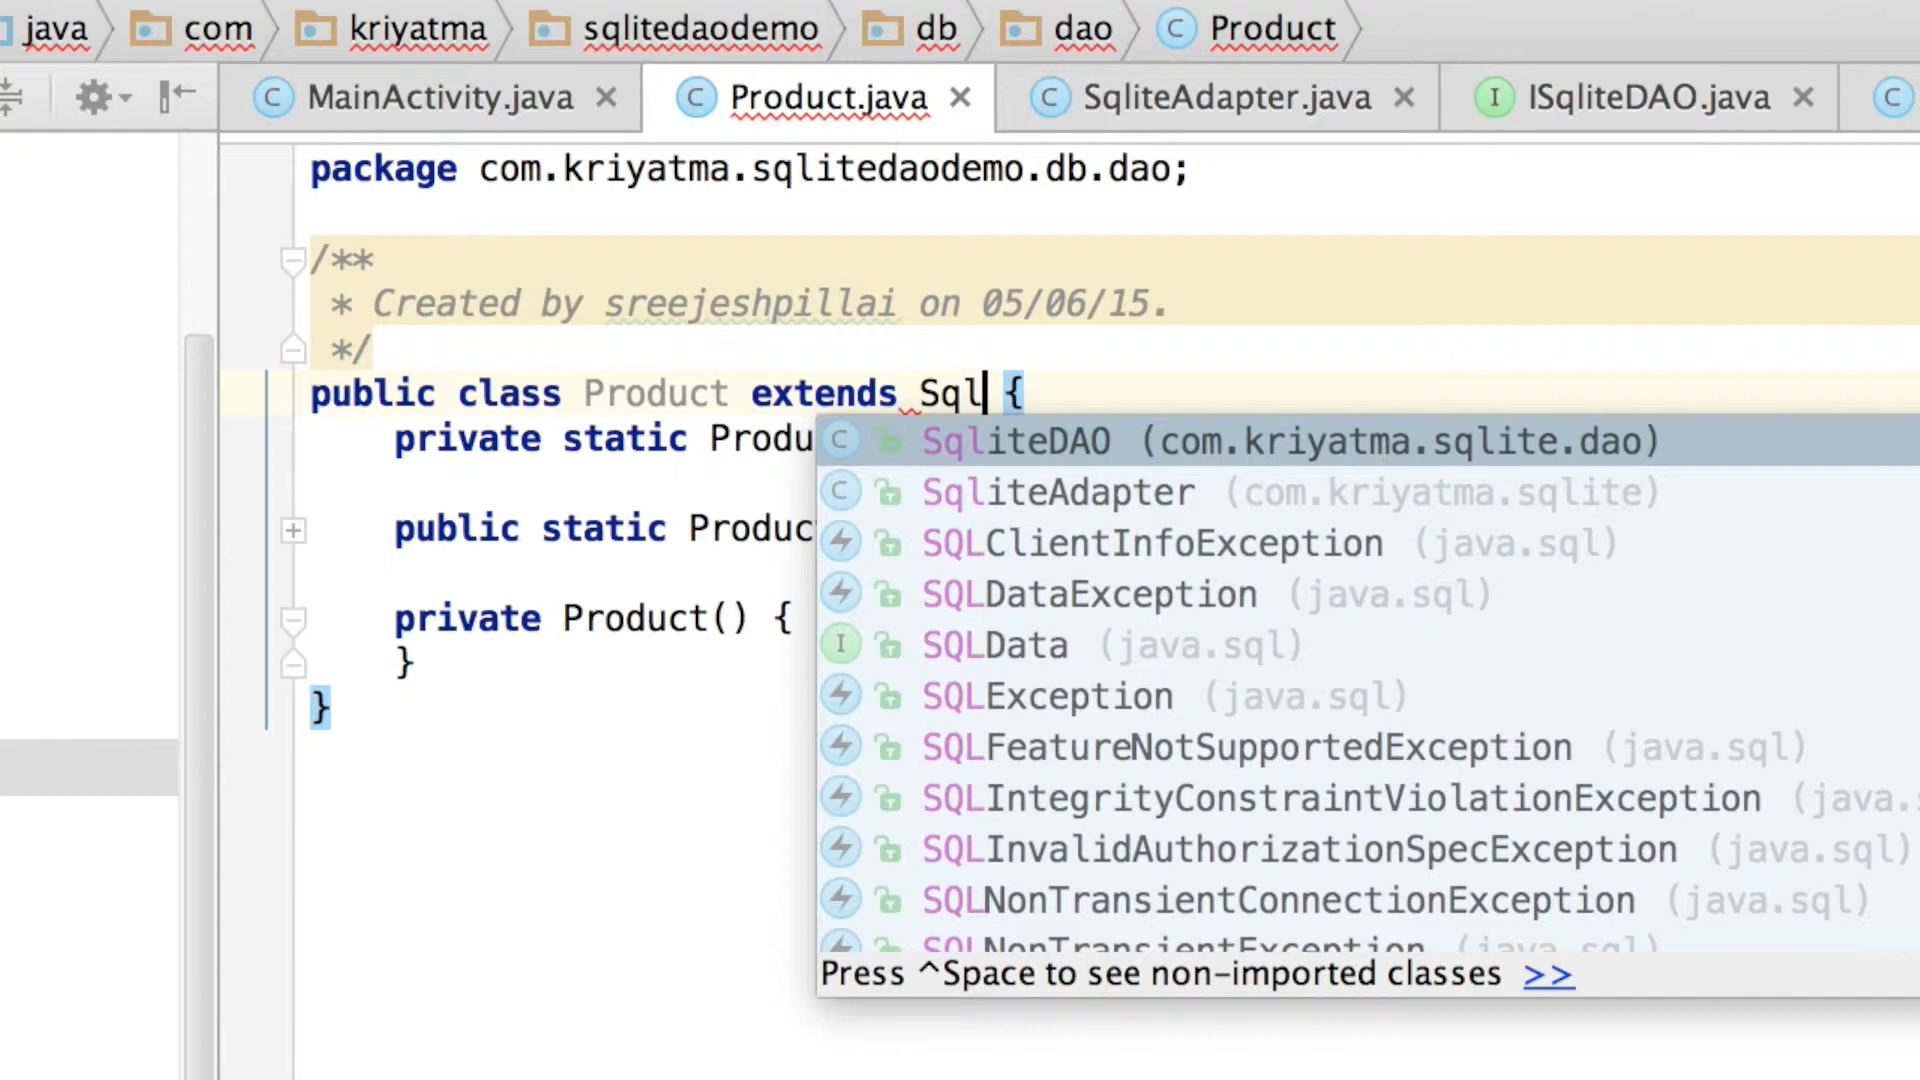 java com kriyatma sqlitedaodemo db dao C Product
C MainActivity.java × C Product.java × C SqliteAdapter.java × I ISqliteDAO.java × C
package com.kriyatma.sqlitedaodemo.db.dao;
/**
* Created by sreejeshpillai on 05/06/15.
*/
public class Product extends Sql {
private static Produ
public static Produc
private Product() {
}
}
C SqliteDAO (com.kriyatma.sqlite.dao)
C SqliteAdapter (com.kriyatma.sqlite)
SQLClientInfoException (java.sql)
SQLDataException (java.sql)
I SQLData (java.sql)
SQLException (java.sql)
SQLFeatureNotSupportedException (java.sql)
SQLIntegrityConstraintViolationException (java.
SQLInvalidAuthorizationSpecException (java.sql)
SQLNonTransientConnectionException (java.sql)
SQLNonTransientException (java.sql)
Press ^Space to see non-imported classes >>